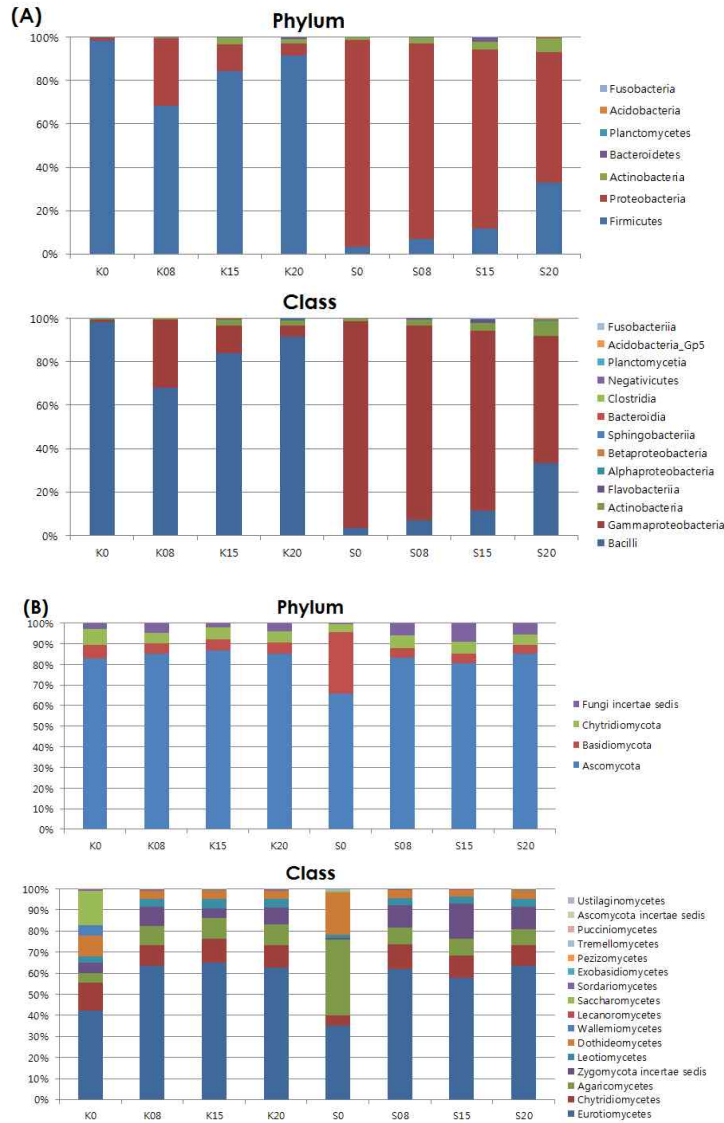 (A)
Phylum
100%
80%
60%
40%
20%
0%
K0 K08 K15 K20 S0 S08 S15 S20
Fusobacteria
Acidobacteria
Planctomycetes
Bacteroidetes
Actinobacteria
Proteobacteria
Firmicutes
Class
100%
80%
60%
40%
20%
0%
K0 K08 K15 K20 S0 S08 S15 S20
Fusobacteriia
Acidobacteria_Gp5
Planctomycetia
Negativicutes
Clostridia
Bacteroidia
Sphingobacteriia
Betaproteobacteria
Alphaproteobacteria
Flavobacteriia
Actinobacteria
Gammaproteobacteria
Bacilli
(B)
Phylum
100%
90%
80%
70%
60%
50%
40%
30%
20%
10%
0%
K0 K08 K15 K20 S0 S08 S15 S20
Fungi incertae sedis
Chytridiomycota
Basidiomycota
Ascomycota
Class
100%
90%
80%
70%
60%
50%
40%
30%
20%
10%
0%
K0 K08 K15 K20 S0 S08 S15 S20
Ustilaginomycetes
Ascomycota incertae sedis
Pucciniomycetes
Tremellomycetes
Pezizomycetes
Exobasidiomycetes
Sordariomycetes
Saccharomycetes
Lecanoromycetes
Wallemiomycetes
Dothideomycetes
Leotiomycetes
Zygomycota incertae sedis
Agaricomycetes
Chytridiomycetes
Eurotiomycetes